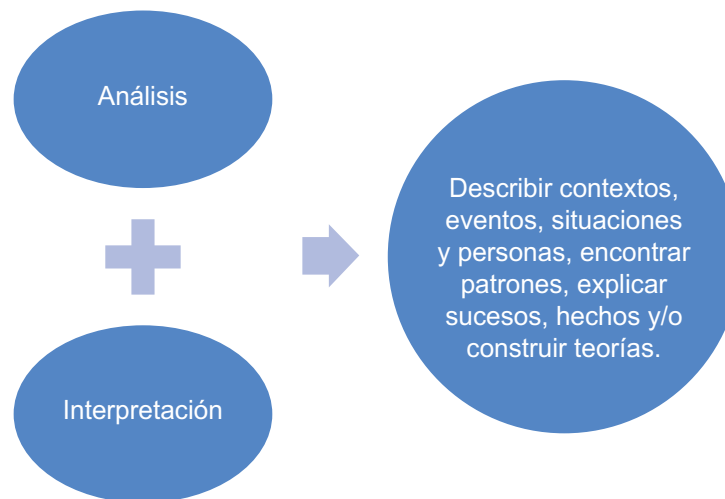 Análisis
Interpretación
Describir contextos,
eventos, situaciones
y personas, encontrar
patrones, explicar
sucesos, hechos y/o
construir teorías.